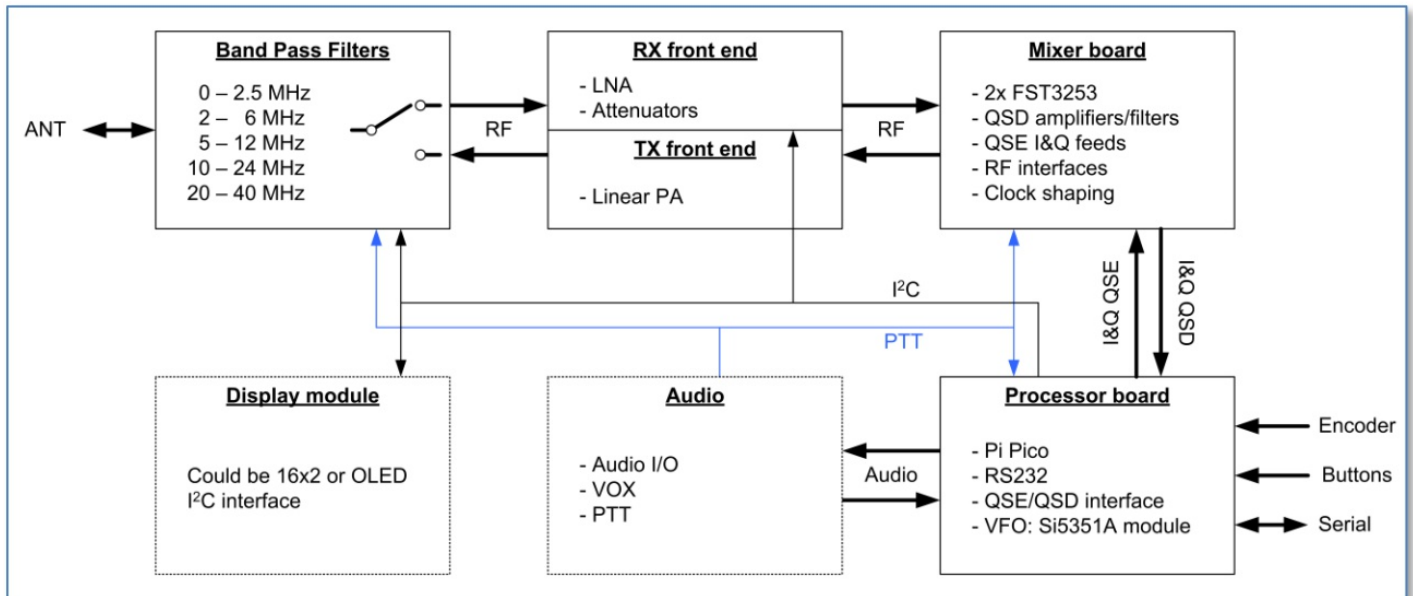 Band Pass Filters
0 – 2.5 MHz
2 – 6 MHz
5 – 12 MHz
10 – 24 MHz
20 – 40 MHz
ANT
RF
RX front end
- LNA
- Attenuators
TX front end
- Linear PA
RF
Mixer board
- 2x FST3253
- QSD amplifiers/filters
- QSE I&Q feeds
- RF interfaces
- Clock shaping
I²C
PTT
I&Q QSE
I&Q QSD
Display module
Could be 16x2 or OLED
I²C interface
Audio
- Audio I/O
- VOX
- PTT
Audio
Processor board
- Pi Pico
- RS232
- QSE/QSD interface
- VFO: Si5351A module
Encoder
Buttons
Serial